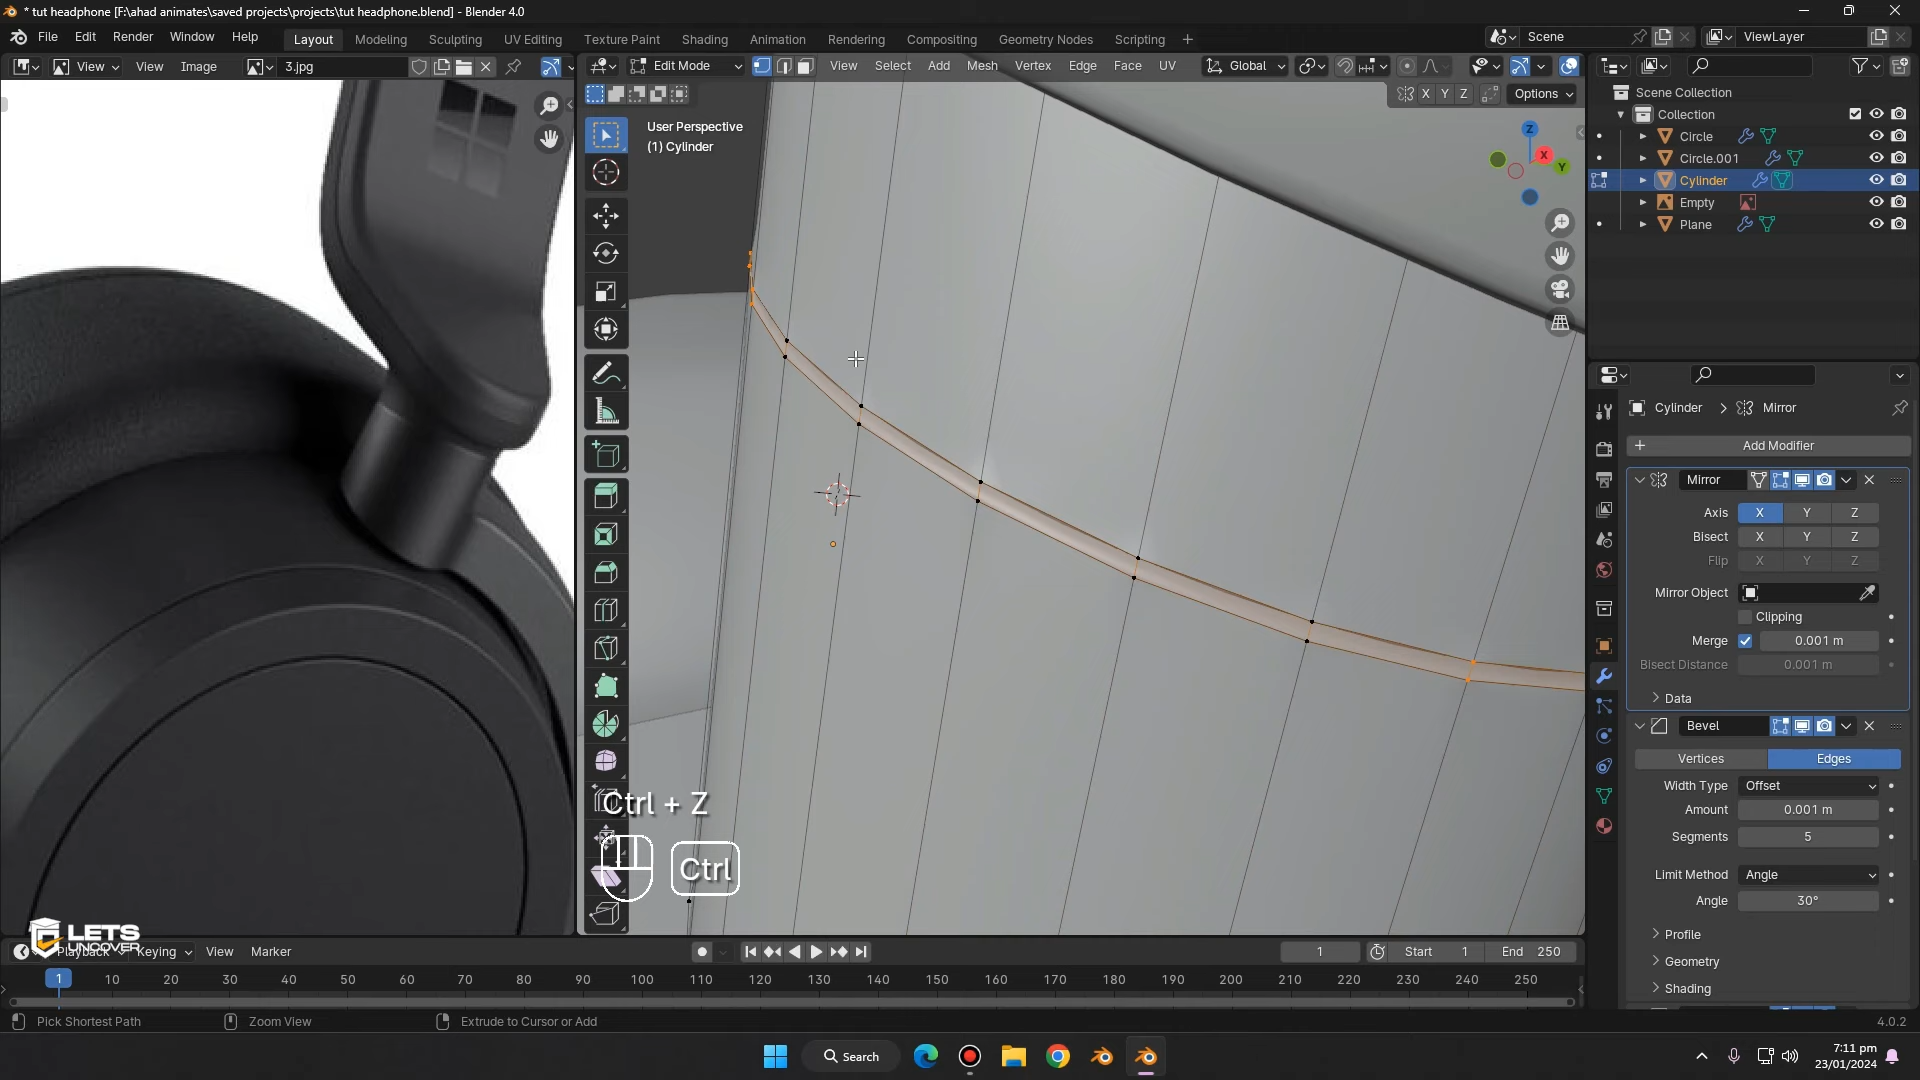 * tut headphone [F:\ahad animates\saved projects\projects\tut headphone.blend] - Blender 4.0
File Edit Render Window Help Layout Modeling Sculpting UV Editing Texture Paint Shading Animation Rendering Compositing Geometry Nodes Scripting + Scene ViewLayer
View View Image 3.jpg Edit Mode View Select Add Mesh Vertex Edge Face UV Global
X Y Z Options
User Perspective
(1) Cylinder
Z
X
Y
Scene Collection
Collection
Circle
Circle.001
Cylinder
Empty
Plane
Cylinder > Mirror
+ Add Modifier
Mirror
Axis X Y Z
Bisect X Y Z
Flip X Y Z
Mirror Object
Clipping
Merge 0.001 m
Bisect Distance 0.001 m
Data
Bevel
Vertices Edges
Width Type Offset
Amount 0.001 m
Segments 5
Limit Method Angle
Angle 30°
Profile
Geometry
Shading
Ctrl + Z
Ctrl
LETS
UNCOVER
Playback Keying View Marker 1 Start 1 End 250
1 10 20 30 40 50 60 70 80 90 100 110 120 130 140 150 160 170 180 190 200 210 220 230 240 250
Pick Shortest Path Zoom View Extrude to Cursor or Add 4.0.2
Search
7:11 pm
23/01/2024